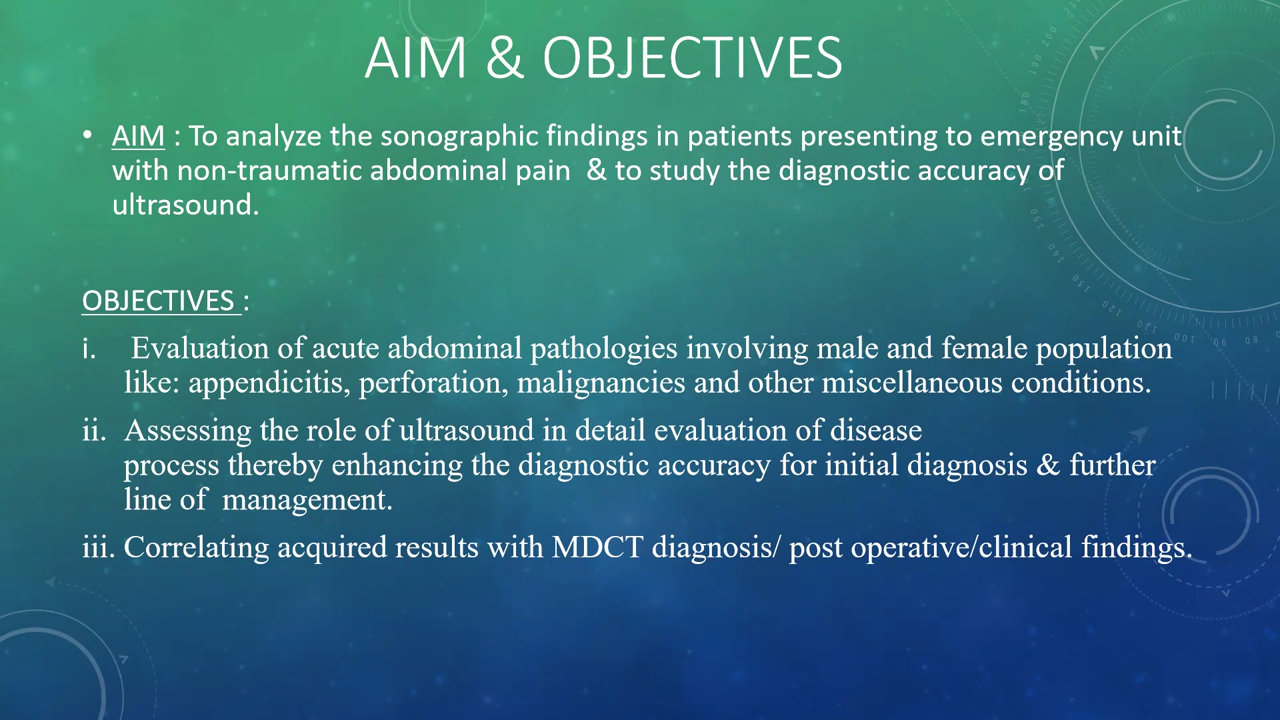 AIM & OBJECTIVES
• AIM : To analyze the sonographic findings in patients presenting to emergency unit
with non-traumatic abdominal pain & to study the diagnostic accuracy of
ultrasound.
OBJECTIVES :
i. Evaluation of acute abdominal pathologies involving male and female population
like: appendicitis, perforation, malignancies and other miscellaneous conditions.
ii. Assessing the role of ultrasound in detail evaluation of disease
process thereby enhancing the diagnostic accuracy for initial diagnosis & further
line of management.
iii. Correlating acquired results with MDCT diagnosis/ post operative/clinical findings.